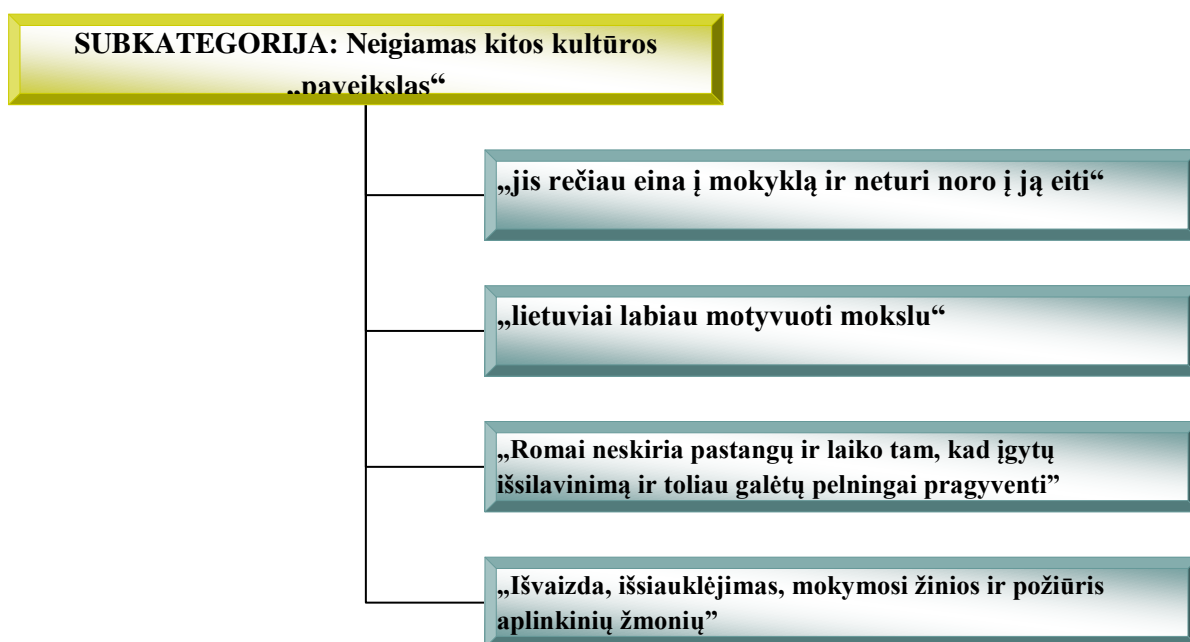 SUBKATEGORIJA: Neigiamas kitos kultūros
„paveikslas“
„jis rečiau eina į mokyklą ir neturi noro į ją eiti“
„lietuviai labiau motyvuoti mokslu“
„Romai neskiria pastangų ir laiko tam, kad įgytų
išsilavinimą ir toliau galėtų pelningai pragyventi”
„Išvaizda, išsiauklėjimas, mokymosi žinios ir požiūris
aplinkinių žmonių”